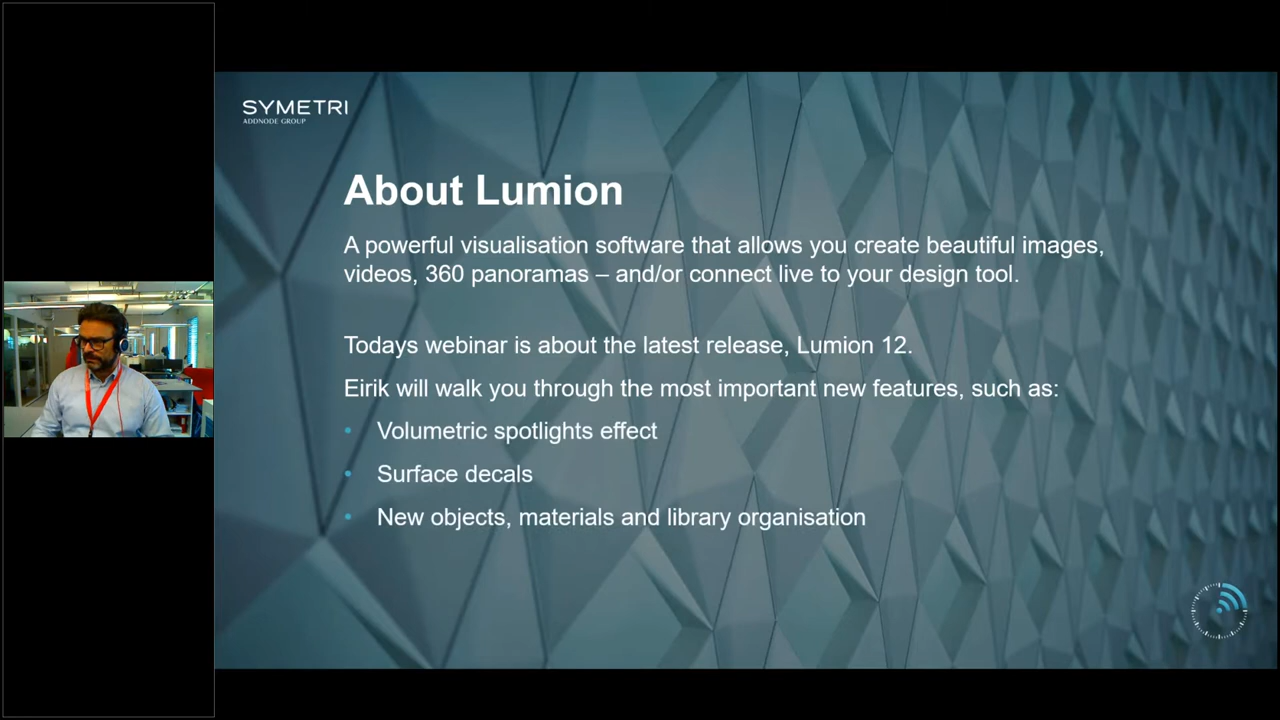 SYMETRI
ADDNODE GROUP
About Lumion
A powerful visualisation software that allows you create beautiful images,
videos, 360 panoramas – and/or connect live to your design tool.
Todays webinar is about the latest release, Lumion 12.
Eirik will walk you through the most important new features, such as:
• Volumetric spotlights effect
• Surface decals
• New objects, materials and library organisation